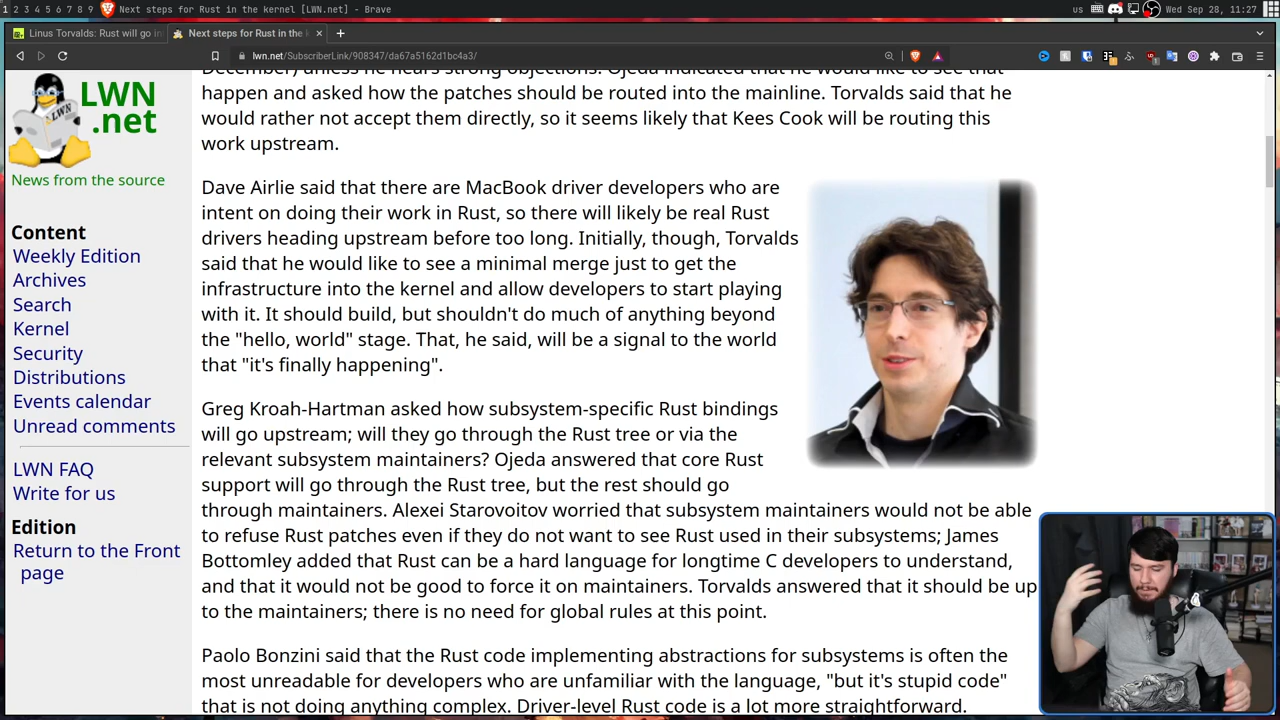 1 2 3 4 5 6 7 8 9 Next steps for Rust in the kernel [LWN.net] - Brave us Wed Sep 28, 11:27
Linus Torvalds: Rust will go in Next steps for Rust in the k
lwn.net/SubscriberLink/908347/da67a5162d1bc4a3/
LWN
.net
LWN
News from the source
Content
Weekly Edition
Archives
Search
Kernel
Security
Distributions
Events calendar
Unread comments
LWN FAQ
Write for us
Edition
Return to the Front
page
December) unless he hears strong objections. Ojeda indicated that he would like to see that
happen and asked how the patches should be routed into the mainline. Torvalds said that he
would rather not accept them directly, so it seems likely that Kees Cook will be routing this
work upstream.
Dave Airlie said that there are MacBook driver developers who are
intent on doing their work in Rust, so there will likely be real Rust
drivers heading upstream before too long. Initially, though, Torvalds
said that he would like to see a minimal merge just to get the
infrastructure into the kernel and allow developers to start playing
with it. It should build, but shouldn't do much of anything beyond
the "hello, world" stage. That, he said, will be a signal to the world
that "it's finally happening".
Greg Kroah-Hartman asked how subsystem-specific Rust bindings
will go upstream; will they go through the Rust tree or via the
relevant subsystem maintainers? Ojeda answered that core Rust
support will go through the Rust tree, but the rest should go
through maintainers. Alexei Starovoitov worried that subsystem maintainers would not be able
to refuse Rust patches even if they do not want to see Rust used in their subsystems; James
Bottomley added that Rust can be a hard language for longtime C developers to understand,
and that it would not be good to force it on maintainers. Torvalds answered that it should be up
to the maintainers; there is no need for global rules at this point.
Paolo Bonzini said that the Rust code implementing abstractions for subsystems is often the
most unreadable for developers who are unfamiliar with the language, "but it's stupid code"
that is not doing anything complex. Driver-level Rust code is a lot more straightforward.